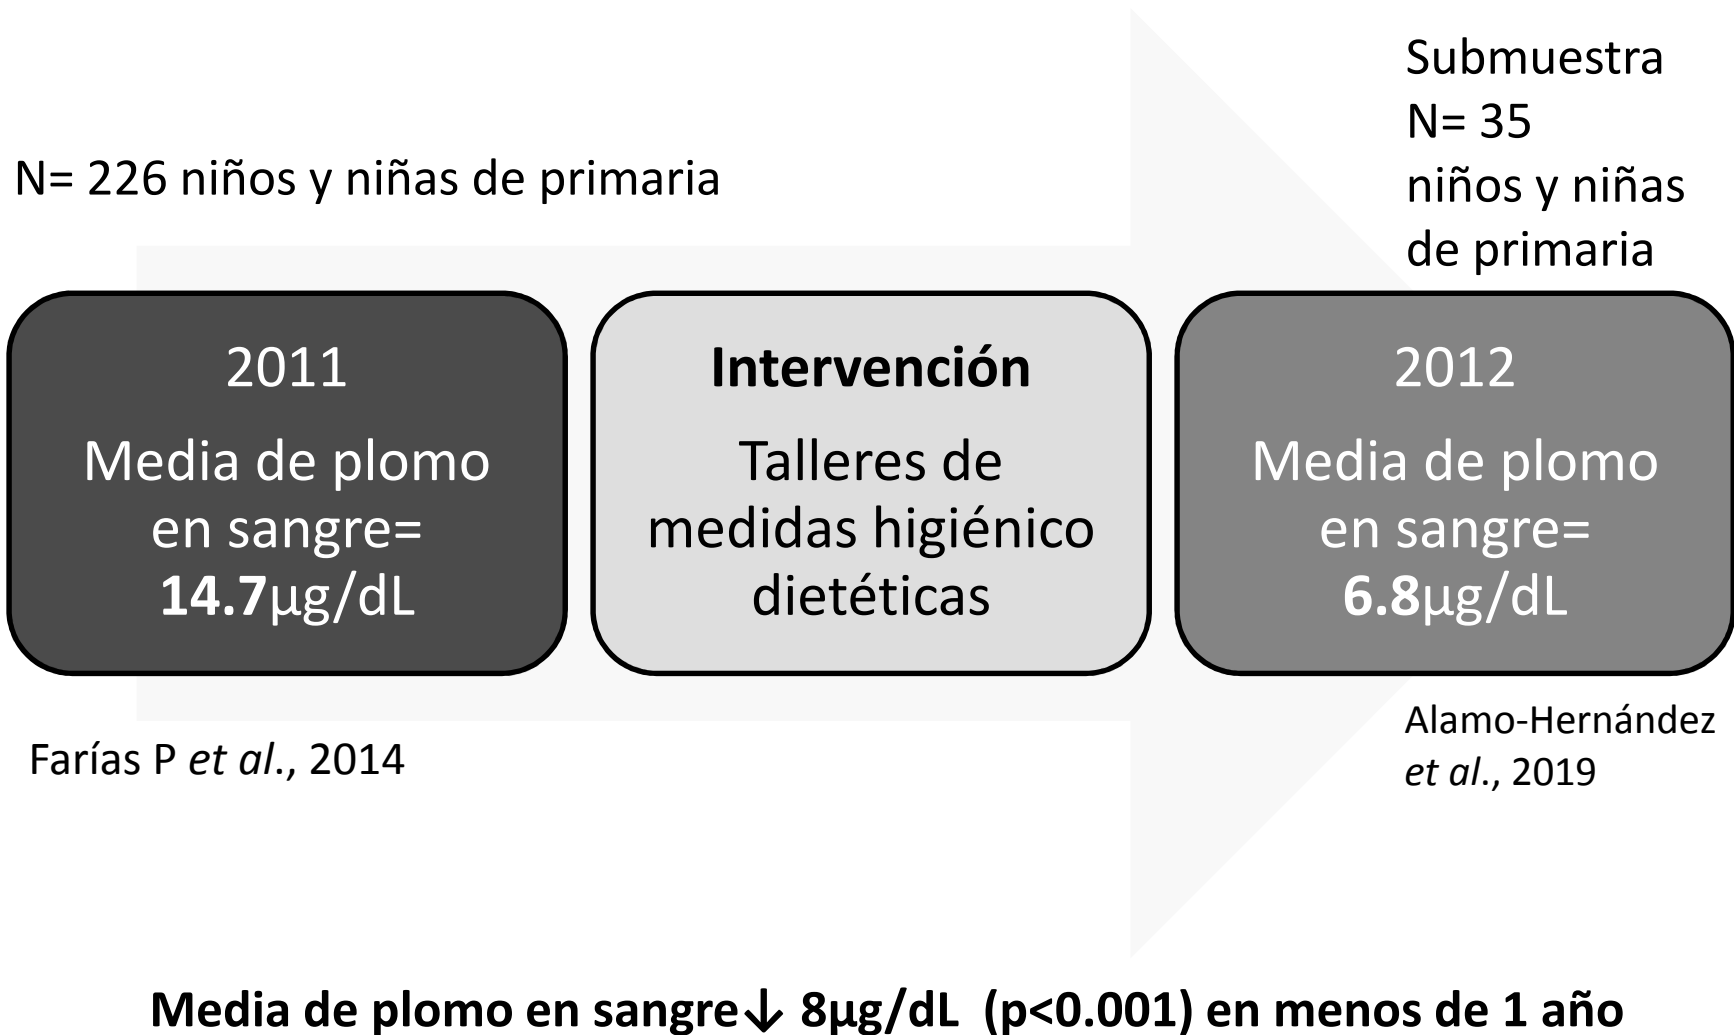 Submuestra
N= 35
niños y niñas
de primaria
N= 226 niños y niñas de primaria
2011
Media de plomo
en sangre=
14.7µg/dL
Intervención
Talleres de
medidas higiénico
dietéticas
2012
Media de plomo
en sangre=
6.8µg/dL
Farías P et al., 2014
Alamo-Hernández
et al., 2019
Media de plomo en sangre↓ 8µg/dL (p<0.001) en menos de 1 año